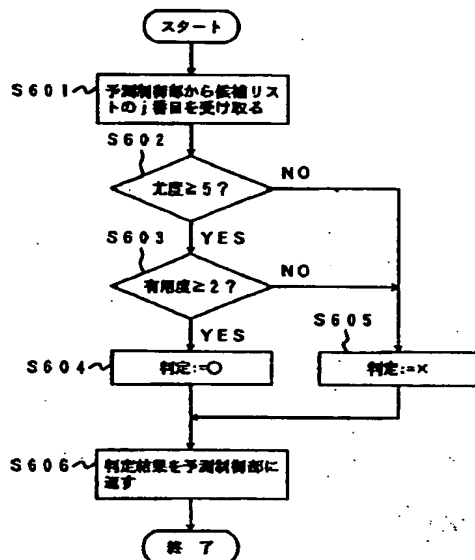 スタート
S601
予測制御部から候補リス
トのj番目を受け取る
S602
尤度≥5?
NO
YES
S603
有用度≥2?
NO
YES
S604
判定:=○
S605
判定:=×
S606
判定結果を予測制御部に
返す
終了